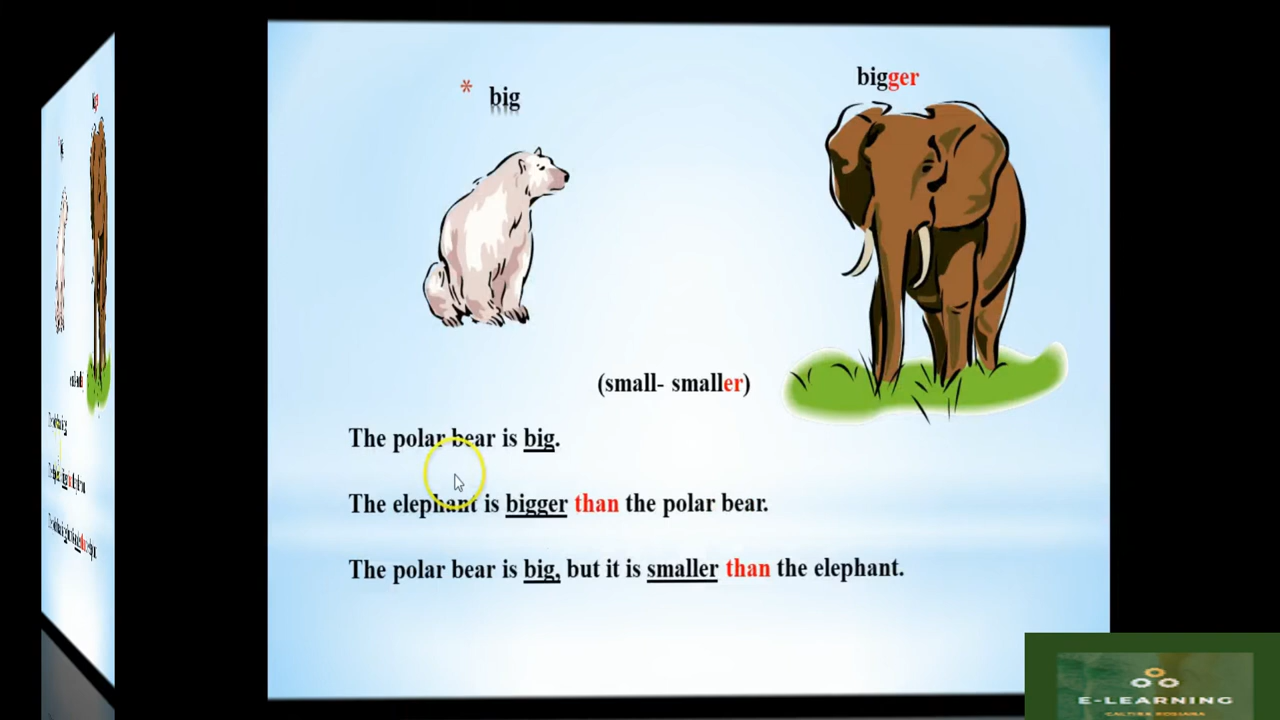 * big
bigger
(small- smaller)
The polar bear is big.
The elephant is bigger than the polar bear.
The polar bear is big, but it is smaller than the elephant.
E-LEARNING